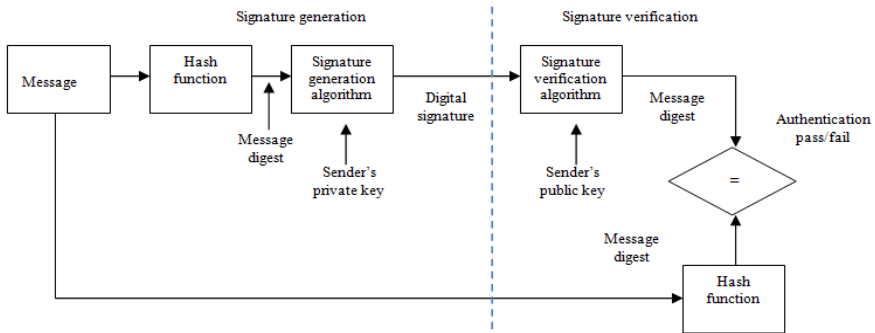 Signature generation
Signature verification
Message
Hash
function
Signature
generation
algorithm
Signature
verification
algorithm
Message
digest
Digital
signature
Message
digest
Authentication
pass/fail
Sender's
private key
Sender's
public key
=
Message
digest
Hash
function